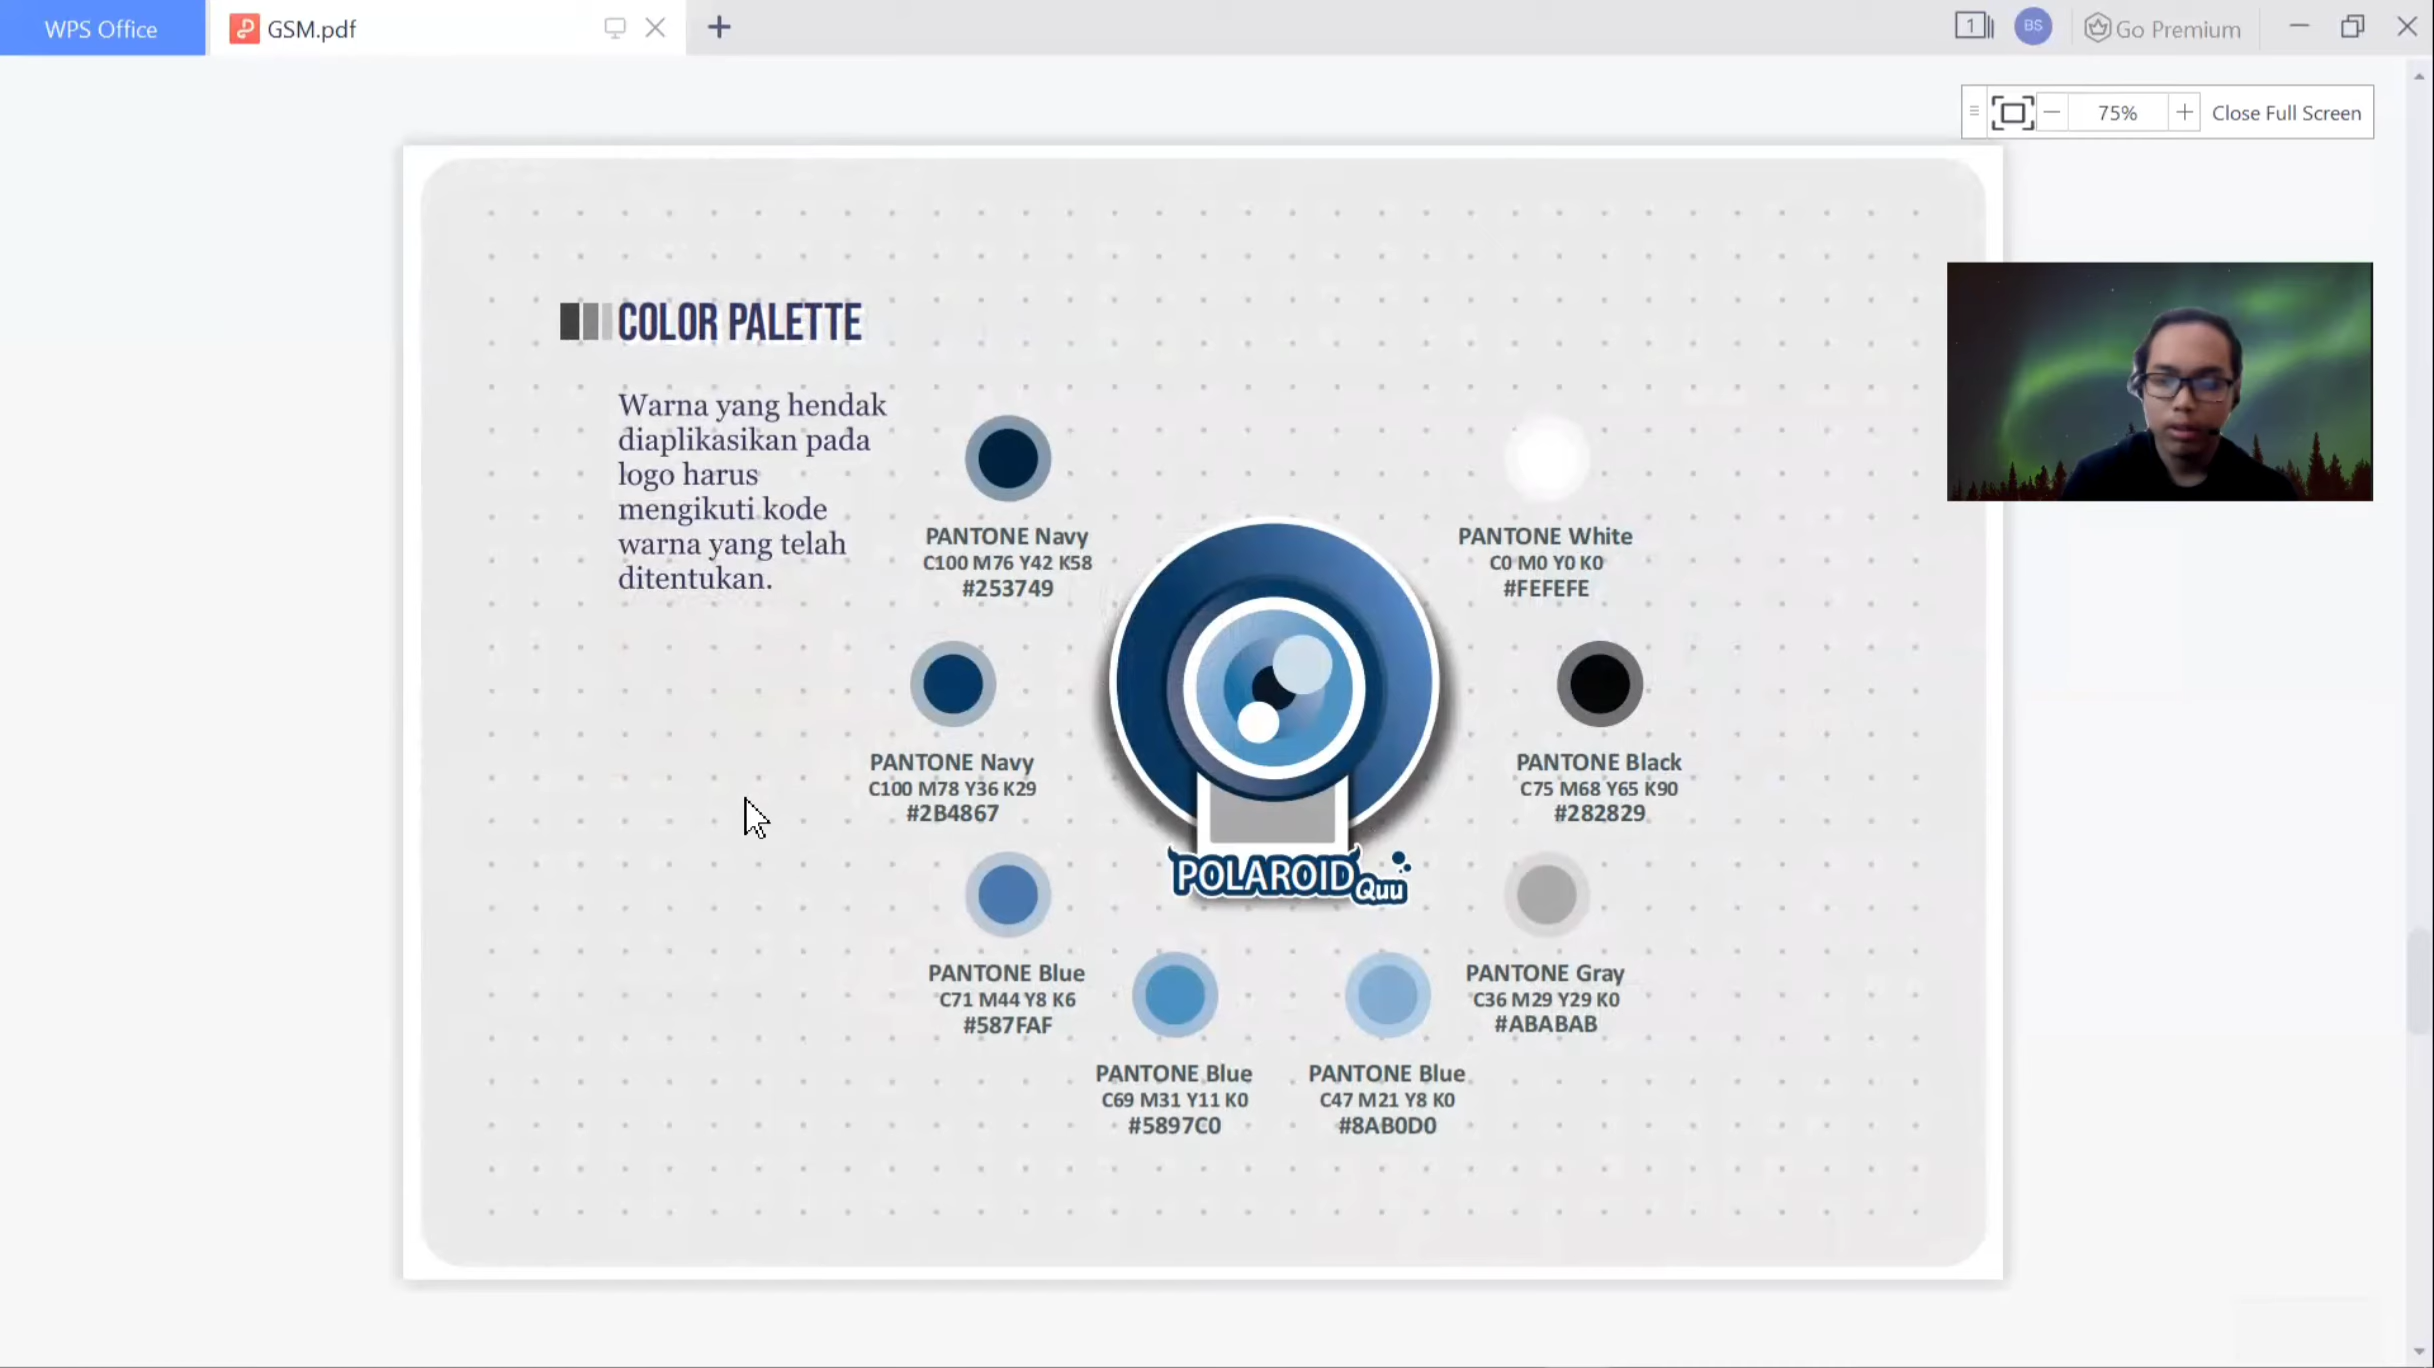 WPS Office
GSM.pdf
1
BS
Go Premium
75%
Close Full Screen
COLOR PALETTE
Warna yang hendak
diaplikasikan pada
logo harus
mengikuti kode
warna yang telah
ditentukan.
PANTONE Navy
C100 M76 Y42 K58
#253749
PANTONE White
C0 M0 Y0 K0
#FEFEFE
PANTONE Navy
C100 M78 Y36 K29
#2B4867
PANTONE Black
C75 M68 Y65 K90
#282829
POLAROID
Quu
PANTONE Blue
C71 M44 Y8 K6
#587FAF
PANTONE Gray
C36 M29 Y29 K0
#ABABAB
PANTONE Blue
C69 M31 Y11 K0
#5897C0
PANTONE Blue
C47 M21 Y8 K0
#8AB0D0